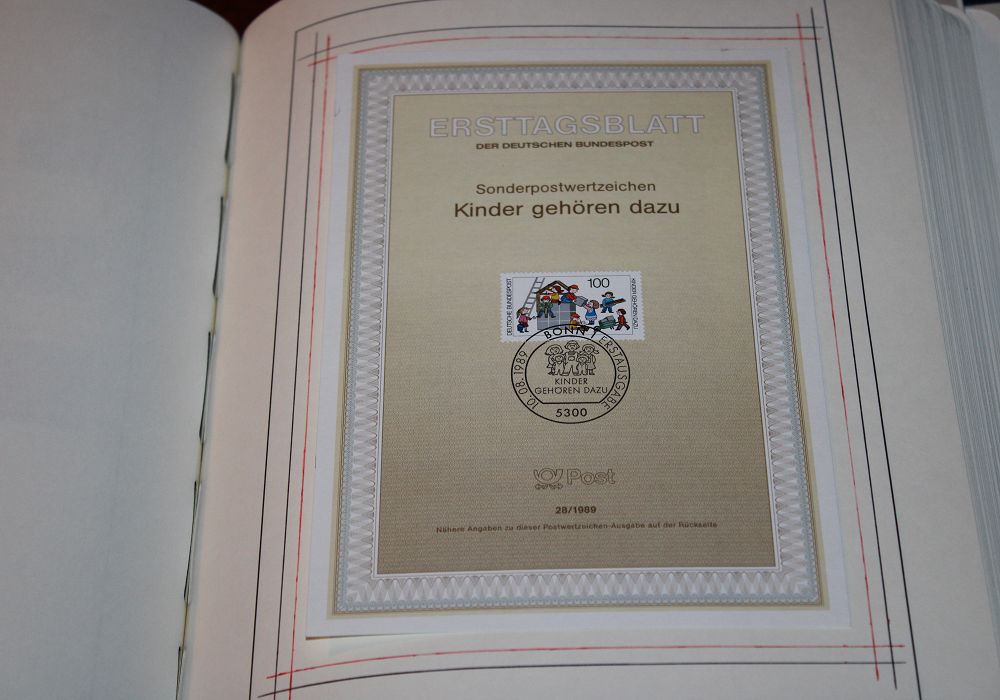 ERSTTAGSBLATT
DER DEUTSCHEN BUNDESPOST
Sonderpostwertzeichen
Kinder gehören dazu
DEUTSCHE BUNDESPOST
100
KINDER GEHÖREN DAZU
BONN 1
10.08.1989
ERSTAUSGABE
KINDER
GEHÖREN DAZU
5300
Post
28/1989
Nähere Angaben zu dieser Postwertzeichen-Ausgabe auf der Rückseite